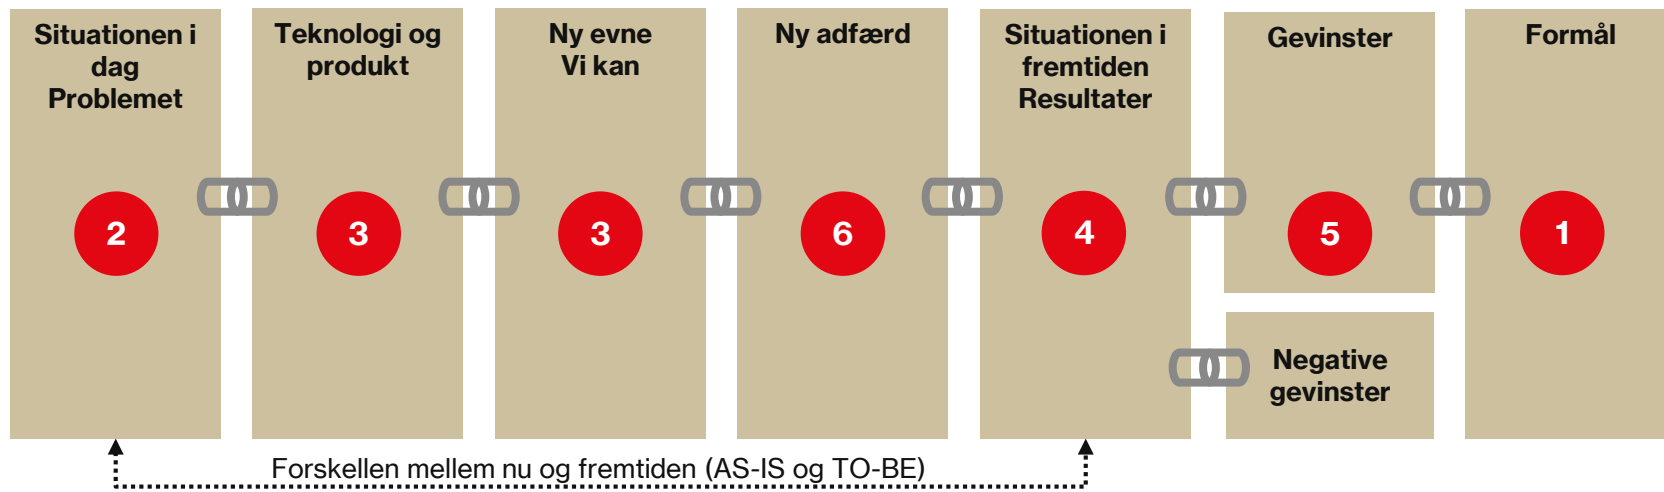 Situationen i
dag
Problemet
2
Teknologi og
produkt
3
Ny evne
Vi kan
3
Ny adfærd
6
Situationen i
fremtiden
Resultater
4
Gevinster
5
Negative
gevinster
Formål
1
Forskellen mellem nu og fremtiden (AS-IS og TO-BE)